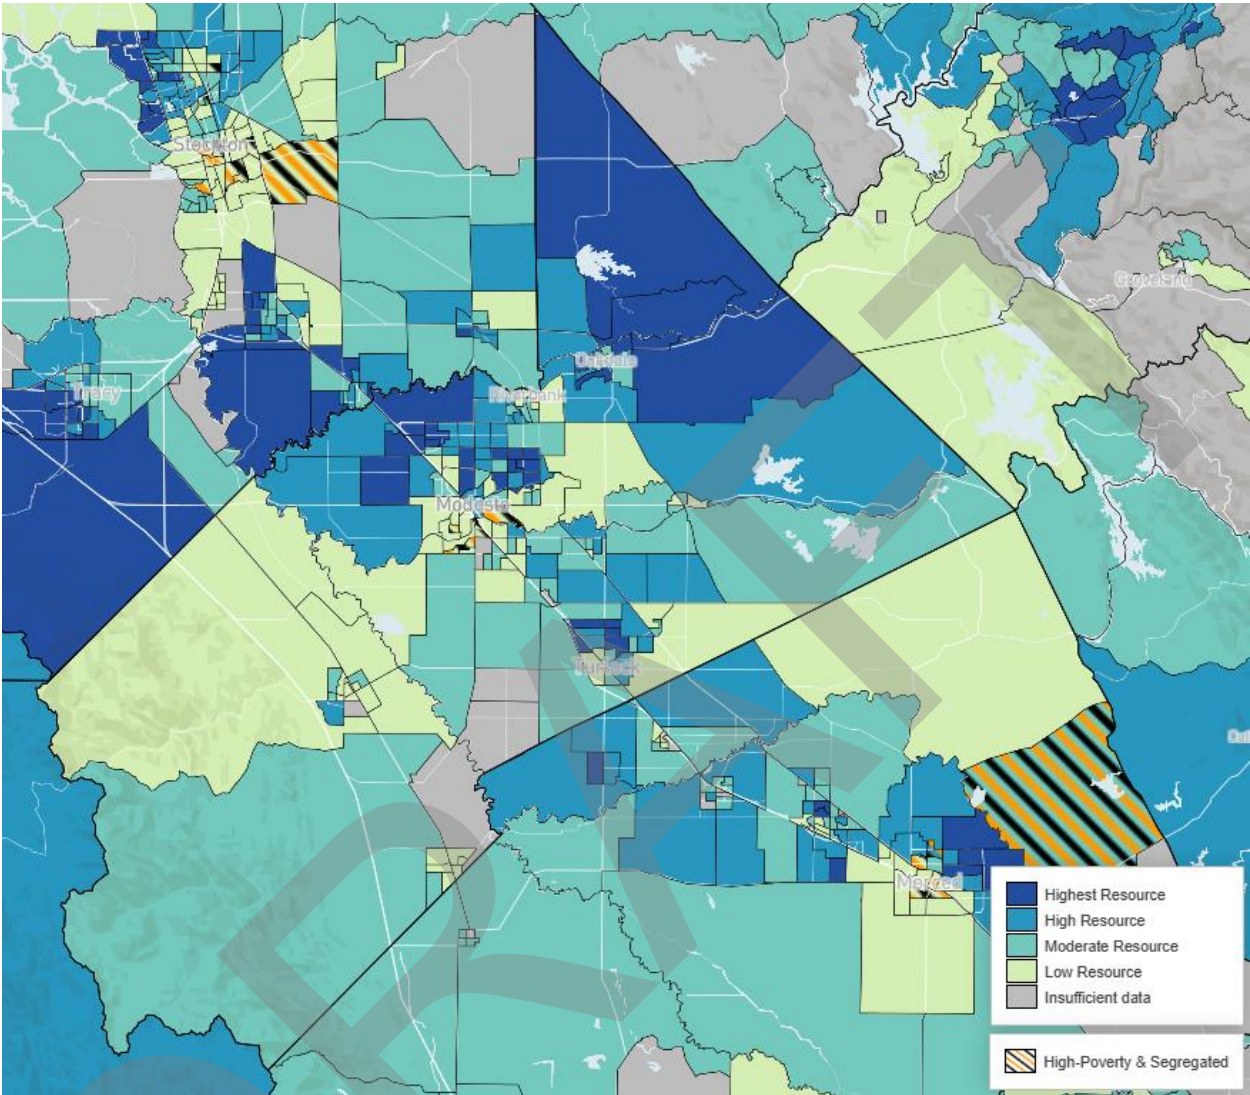 Stockton
Groveland
Tracy
Oakdale
Riverbank
Modesto
Turlock
Merced
DRAFT
Highest Resource
High Resource
Moderate Resource
Low Resource
Insufficient data
High-Poverty & Segregated